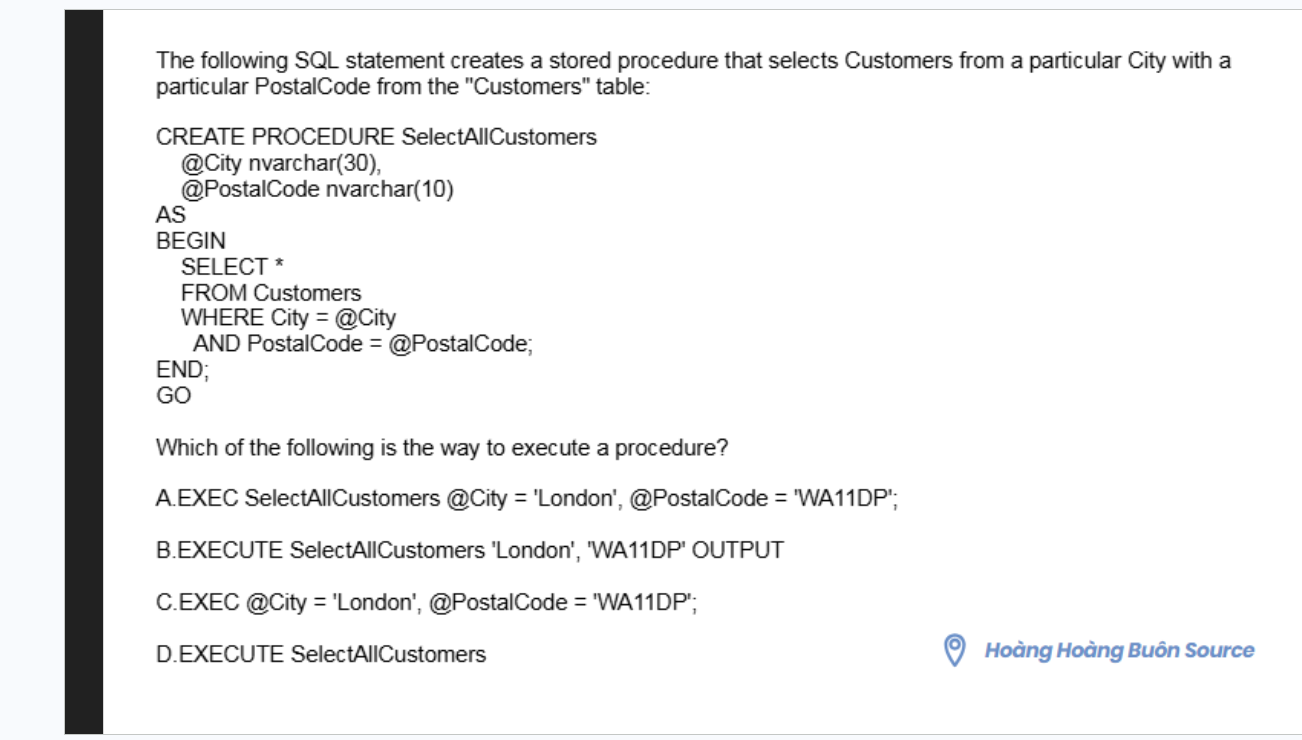 The following SQL statement creates a stored procedure that selects Customers from a particular City with a
particular PostalCode from the "Customers" table:
CREATE PROCEDURE SelectAllCustomers
@City nvarchar(30),
@PostalCode nvarchar(10)
AS
BEGIN
SELECT *
FROM Customers
WHERE City = @City
AND PostalCode = @PostalCode;
END;
GO
Which of the following is the way to execute a procedure?
A.EXEC SelectAllCustomers @City = 'London', @PostalCode = 'WA11DP';
B.EXECUTE SelectAllCustomers 'London', 'WA11DP' OUTPUT
C.EXEC @City = 'London', @PostalCode = 'WA11DP';
D.EXECUTE SelectAllCustomers
Hoàng Hoàng Buôn Source